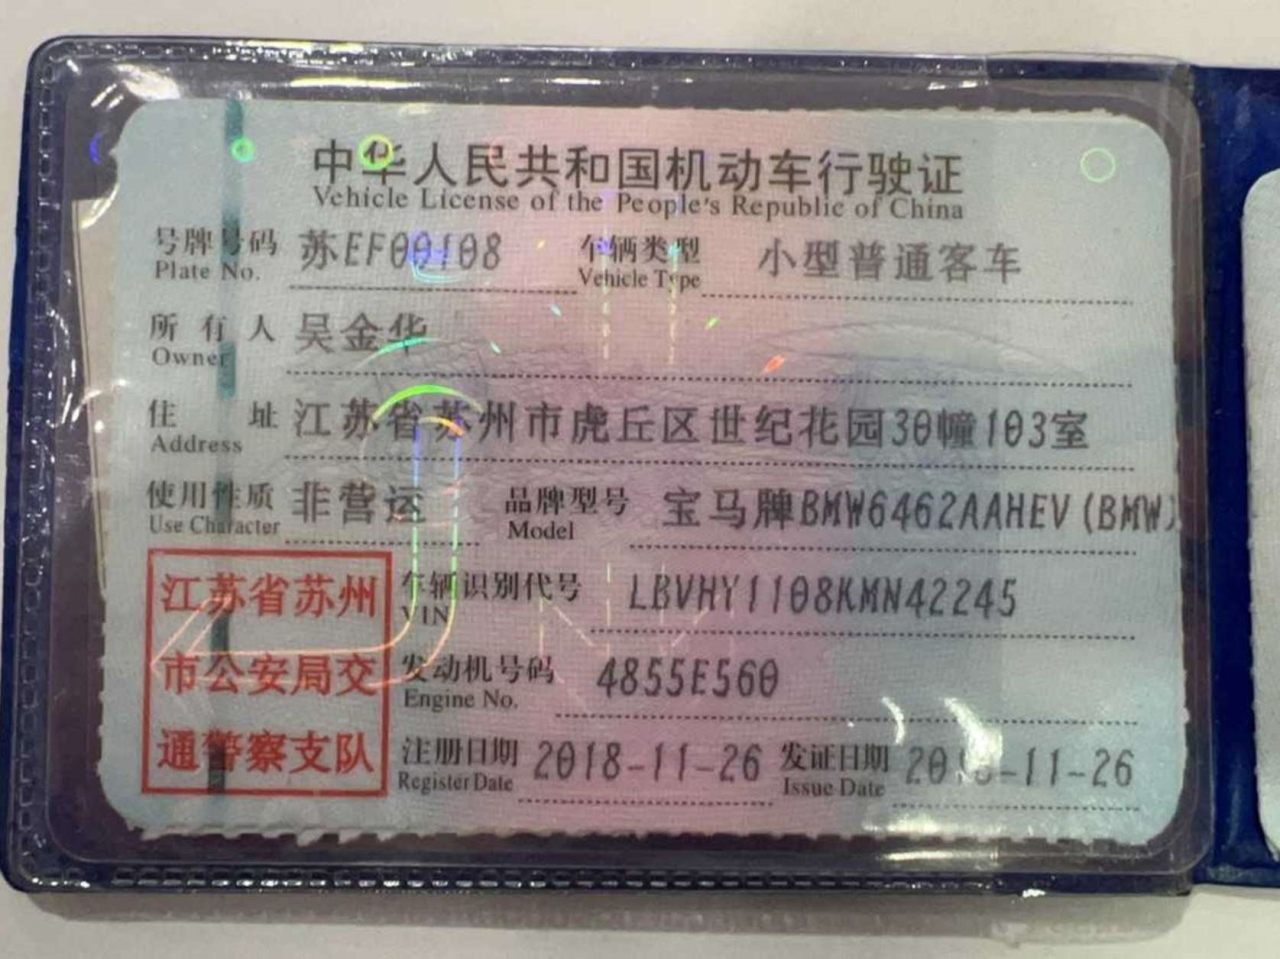 中华人民共和国机动车行驶证
Vehicle License of the People's Republic of China
号牌号码 苏EF00108 车辆类型 小型普通客车
Plate No. Vehicle Type
所有人 吴金华
Owner
住址 江苏省苏州市虎丘区世纪花园30幢103室
Address
使用性质 非营运 品牌型号 宝马牌BMW6462AAHEV(BMW)
Use Character Model
江苏省苏州
市公安局交
通警察支队
车辆识别代号 LBVHY1108KMN42245
VIN
发动机号码 4855E560
Engine No.
注册日期 2018-11-26 发证日期 2018-11-26
Register Date Issue Date